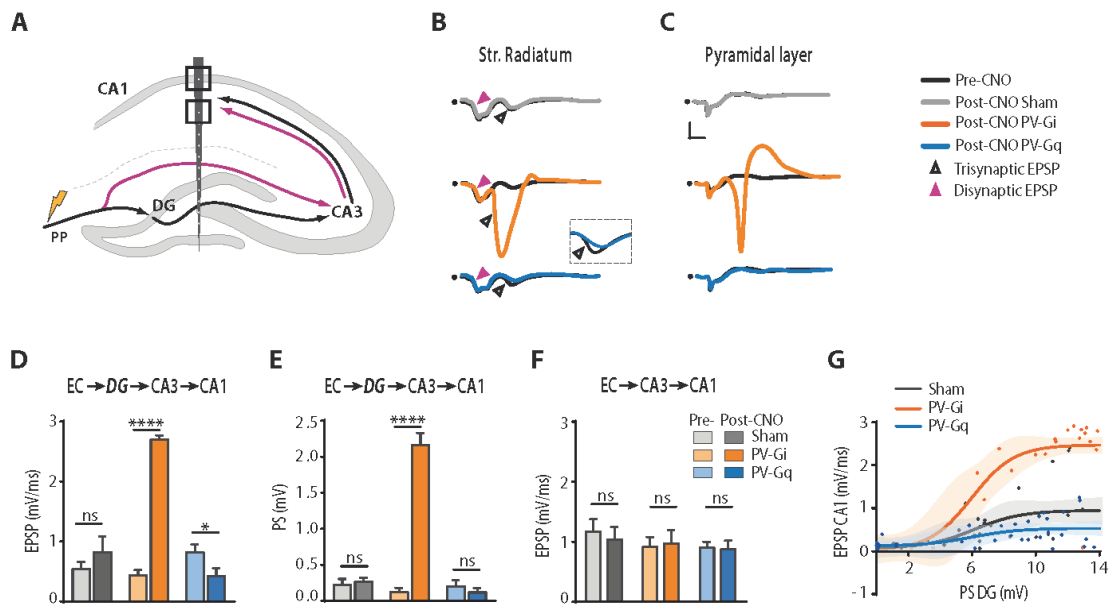 A
CA1
DG
CA3
PP
B
Str. Radiatum
C
Pyramidal layer
Pre-CNO
Post-CNO Sham
Post-CNO PV-Gi
Post-CNO PV-Gq
Trisynaptic EPSP
Disynaptic EPSP
D
EC→DG→CA3→CA1
EPSP (mV/ms)
3
2
1
0
ns
****
*
E
EC→DG→CA3→CA1
PS (mV)
2.5
2.0
1.5
1.0
0.5
0.0
ns
****
ns
F
EC→CA3→CA1
EPSP (mV/ms)
3
2
1
0
Pre- Post-CNO
Sham
PV-Gi
PV-Gq
ns
ns
ns
G
Sham
PV-Gi
PV-Gq
EPSP CA1 (mV/ms)
3
2
1
0
-1
2
6
10
14
PS DG (mV)